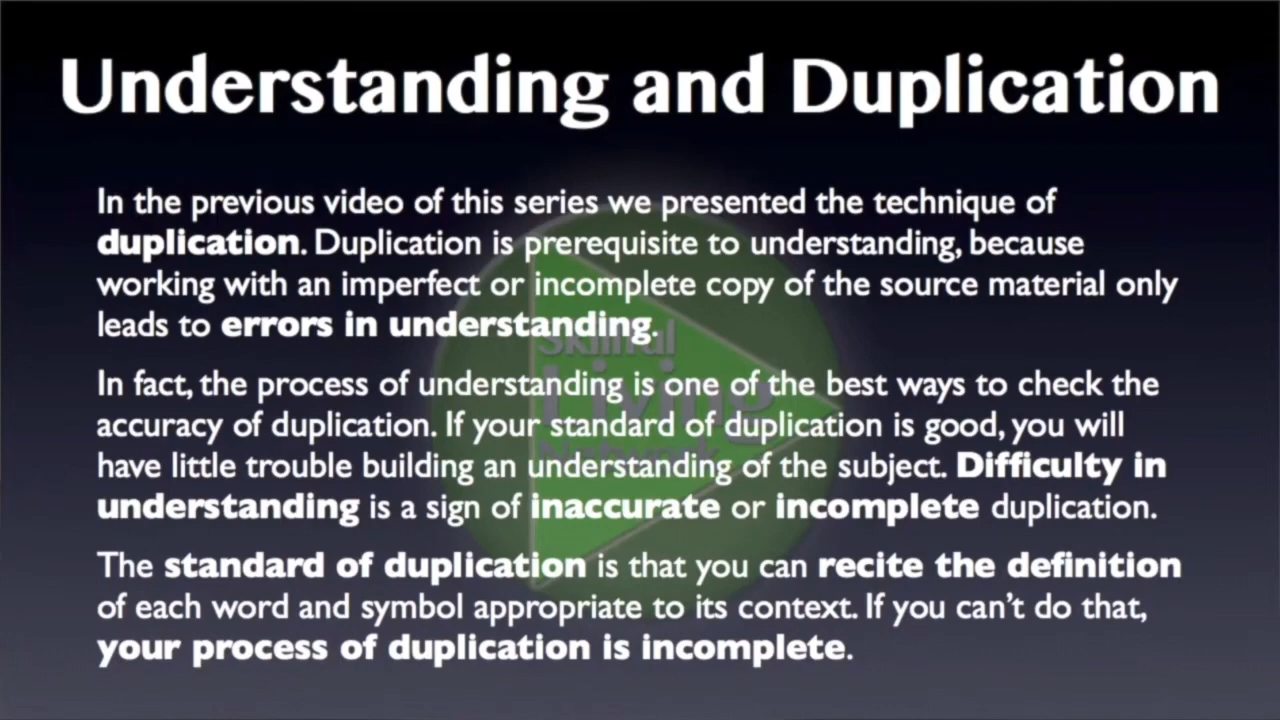 Understanding and Duplication
In the previous video of this series we presented the technique of
duplication. Duplication is prerequisite to understanding, because
working with an imperfect or incomplete copy of the source material only
leads to errors in understanding.
In fact, the process of understanding is one of the best ways to check the
accuracy of duplication. If your standard of duplication is good, you will
have little trouble building an understanding of the subject. Difficulty in
understanding is a sign of inaccurate or incomplete duplication.
The standard of duplication is that you can recite the definition
of each word and symbol appropriate to its context. If you can't do that,
your process of duplication is incomplete.
Skillful
Living
Network